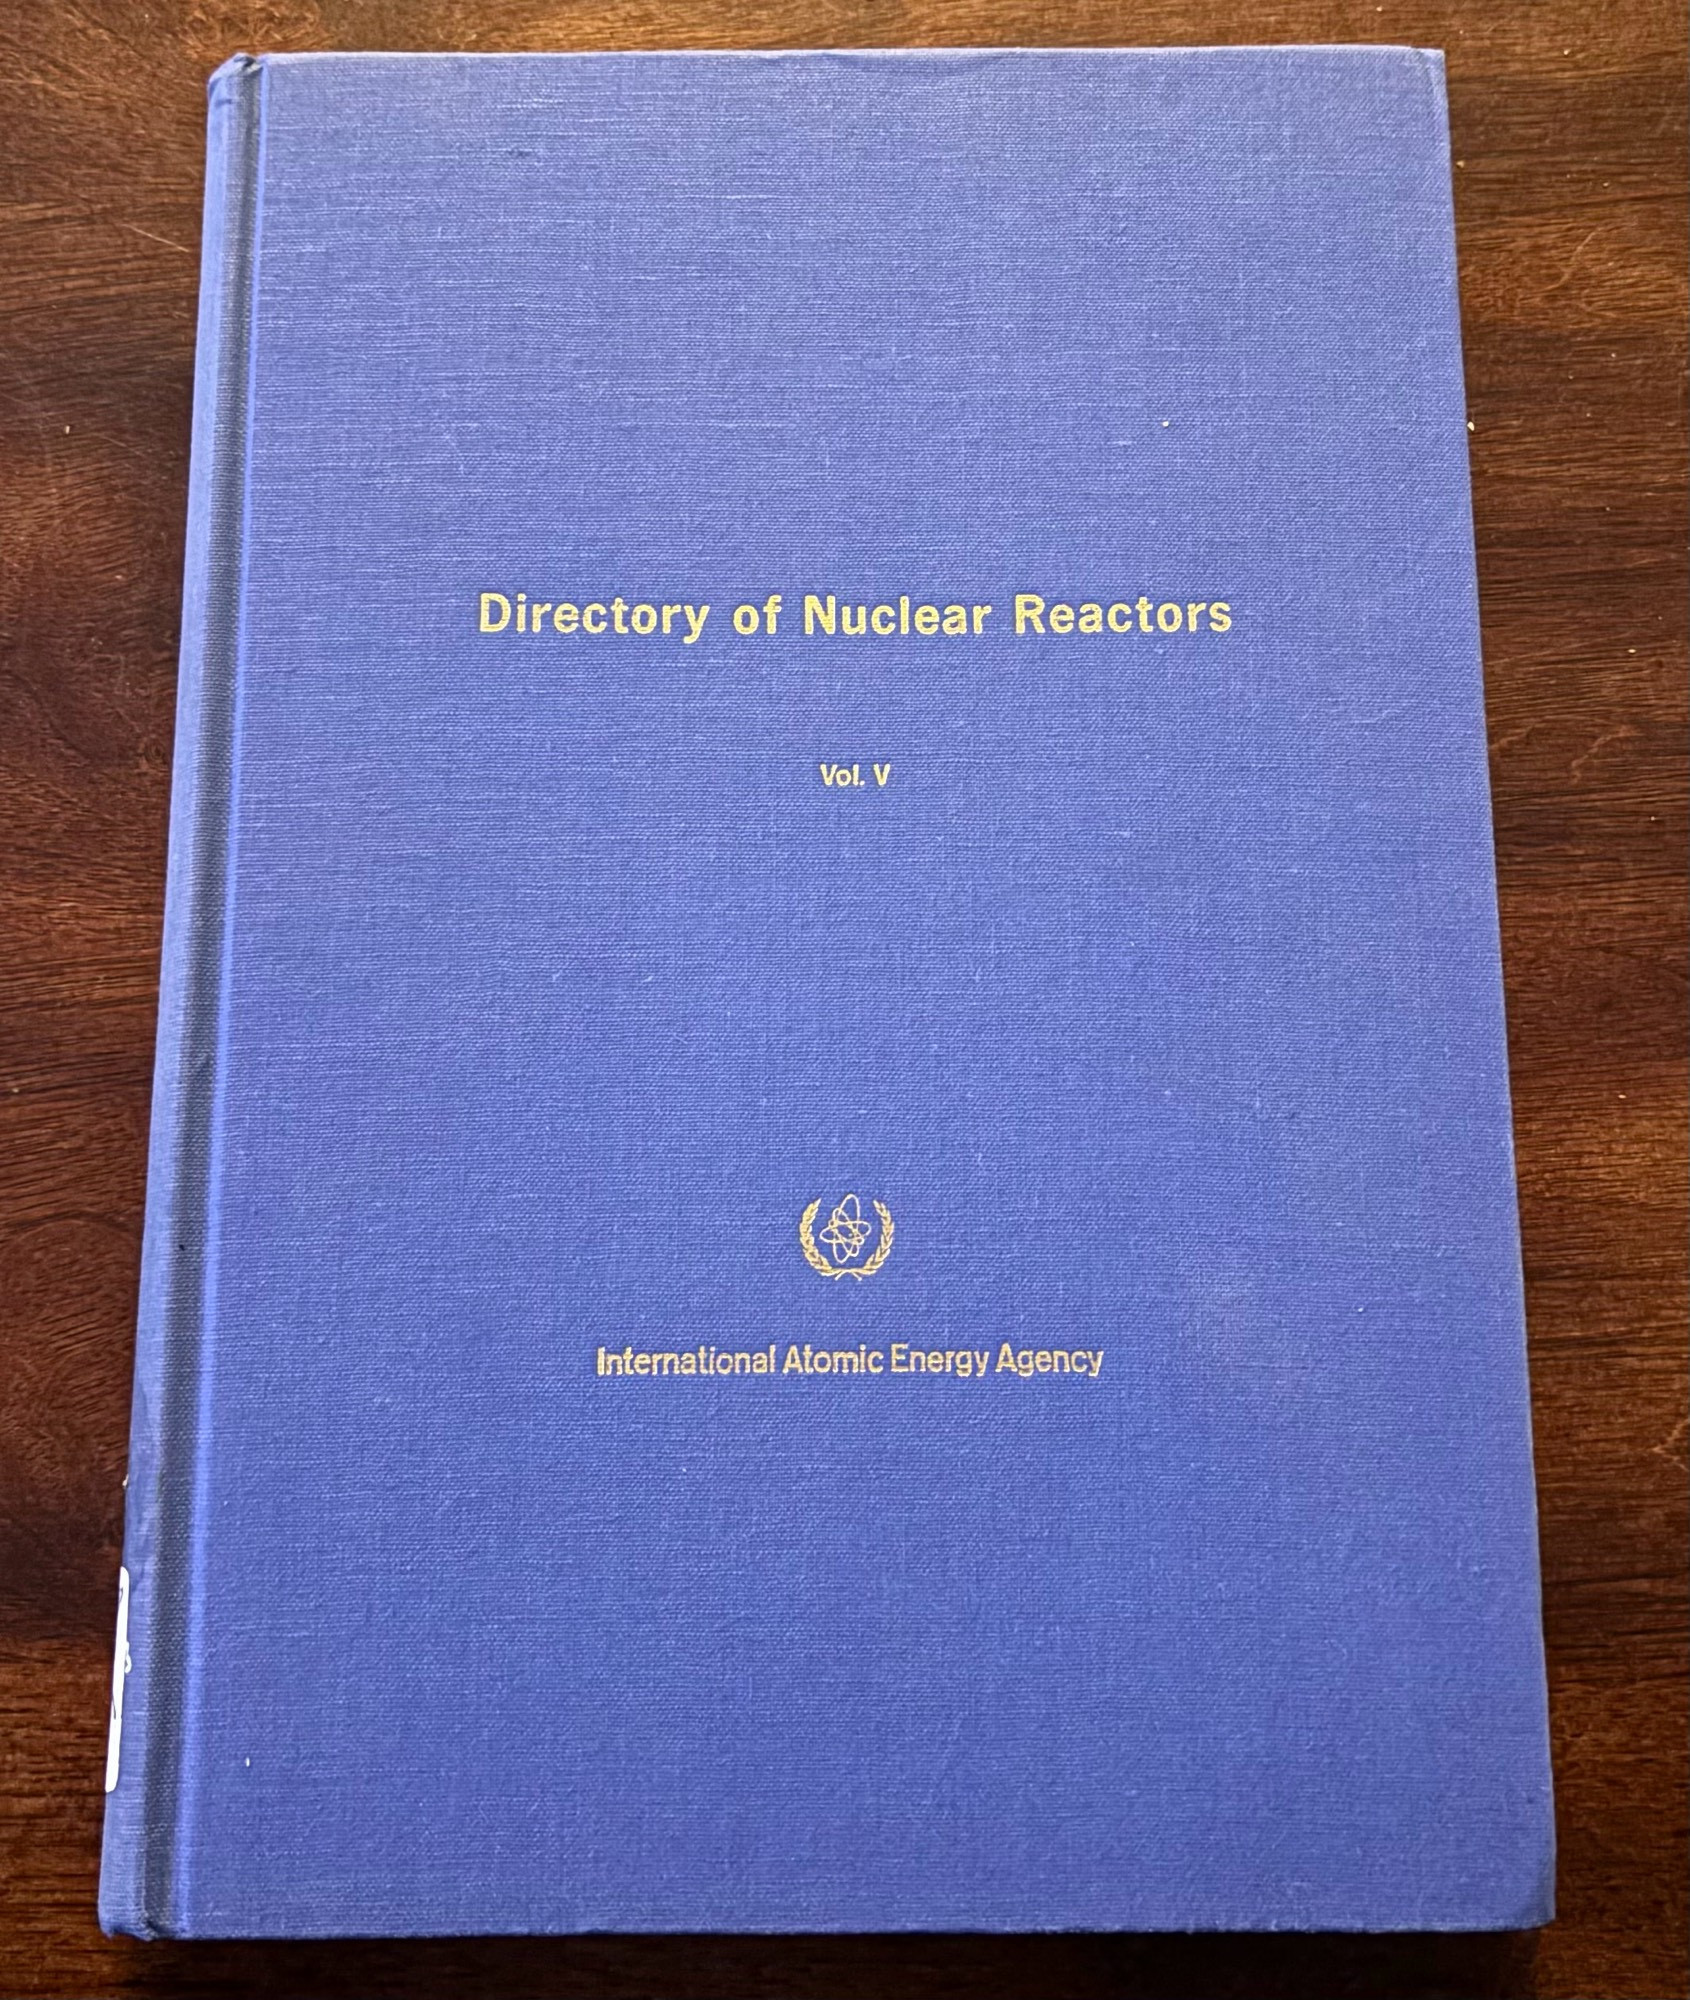 Directory of Nuclear Reactors
Vol. V
International Atomic Energy Agency